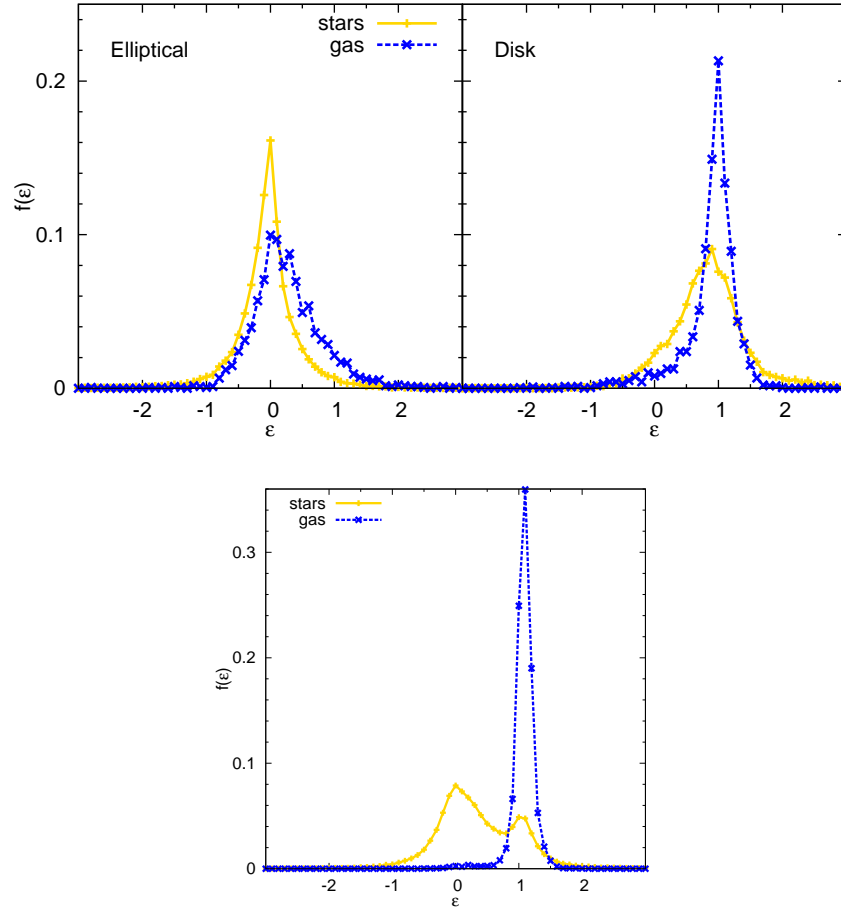 stars
gas
Elliptical
Disk
f(ε)
0.2
0.1
0
-2 -1 0 1 2
ε
-2 -1 0 1 2
ε
stars
gas
f(ε)
0.3
0.2
0.1
0
-2 -1 0 1 2
ε